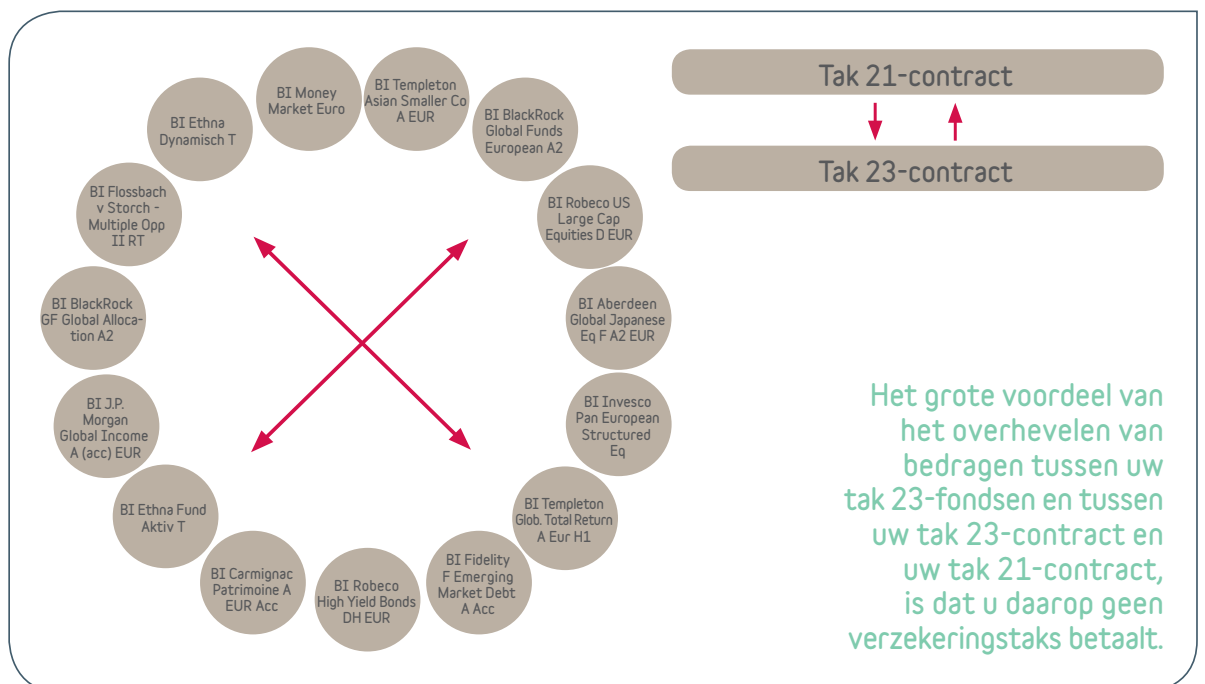 BI Money
Market Euro
BI Templeton
Asian Smaller Co
A EUR
BI BlackRock
Global Funds
European A2
BI Robeco US
Large Cap
Equities D EUR
BI Aberdeen
Global Japanese
Eq F A2 EUR
BI Invesco
Pan European
Structured
Eq
BI Templeton
Glob. Total Return
A Eur H1
BI Fidelity
F Emerging
Market Debt
A Acc
BI Robeco
High Yield Bonds
DH EUR
BI Carmignac
Patrimoine A
EUR Acc
BI Ethna Fund
Aktiv T
BI J.P.
Morgan
Global Income
A (acc) EUR
BI BlackRock
GF Global Alloca-
tion A2
BI Flossbach
v Storch -
Multiple Opp
II RT
BI Ethna
Dynamisch T
Tak 21-contract
Tak 23-contract
Het grote voordeel van
het overhevelen van
bedragen tussen uw
tak 23-fondsen en tussen
uw tak 23-contract en
uw tak 21-contract,
is dat u daarop geen
verzekeringstaks betaalt.